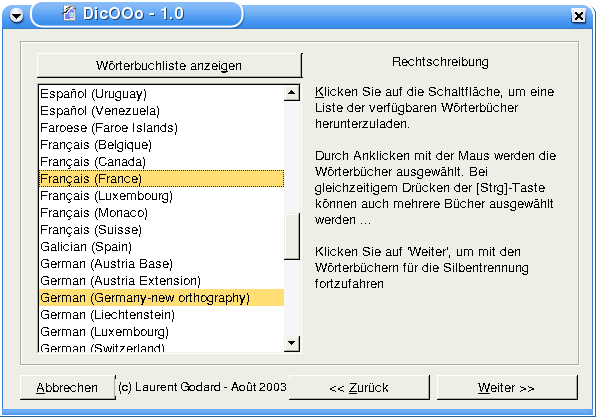 DicOOo - 1.0
Wörterbuchliste anzeigen
Español (Uruguay)
Español (Venezuela)
Faroese (Faroe Islands)
Français (Belgique)
Français (Canada)
Français (France)
Français (Luxembourg)
Français (Monaco)
Français (Suisse)
Galician (Spain)
German (Austria Base)
German (Austria Extension)
German (Germany-new orthography)
German (Liechtenstein)
German (Luxembourg)
German (Switzerland)
Rechtschreibung
Klicken Sie auf die Schaltfläche, um eine
Liste der verfügbaren Wörterbücher
herunterzuladen.
Durch Anklicken mit der Maus werden die
Wörterbücher ausgewählt. Bei
gleichzeitigem Drücken der [Strg]-Taste
können auch mehrere Bücher ausgewählt
werden ...
Klicken Sie auf 'Weiter', um mit den
Wörterbüchern für die Silbentrennung
fortzufahren
Abbrechen (c) Laurent Godard - Août 2003 << Zurück Weiter >>